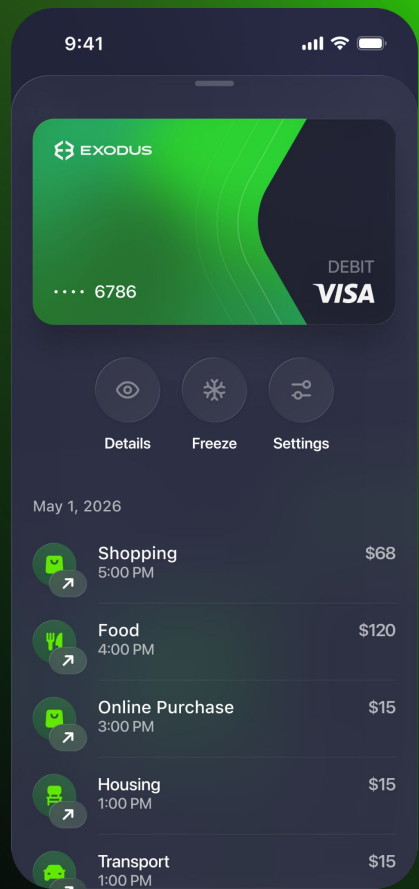 9:41
EXODUS
DEBIT
•••• 6786
VISA
Details
Freeze
Settings
May 1, 2026
Shopping
$68
5:00 PM
Food
$120
4:00 PM
Online Purchase
$15
3:00 PM
Housing
$15
1:00 PM
Transport
$15
1:00 PM